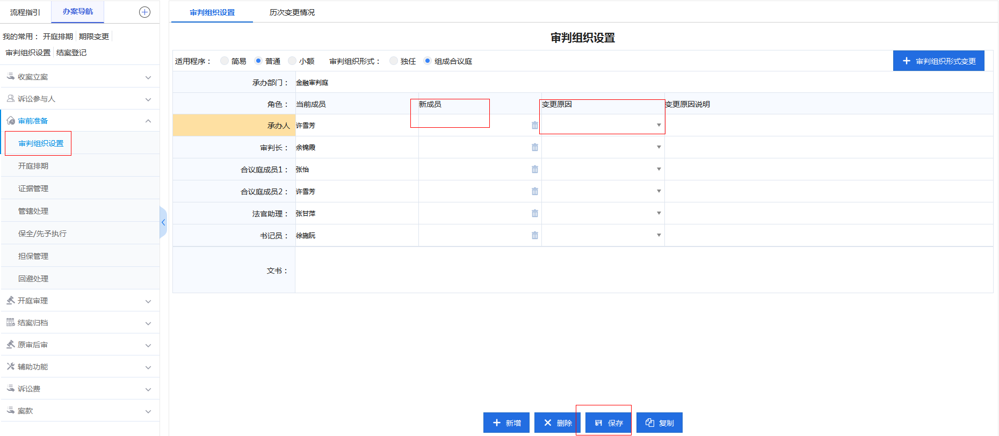 流程指引 办案导航
我的常用： 开庭排期 期限变更
审判组织设置 结案登记
收案立案
诉讼参与人
审前准备
审判组织设置
开庭排期
证据管理
管辖处理
保全/先予执行
担保管理
回避处理
开庭审理
结案归档
原审后审
辅助功能
诉讼费
案款
审判组织设置 历次变更情况
审判组织设置
适用程序： 简易 普通 小额 审判组织形式： 独任 组成合议庭 审判组织形式变更
承办部门： 金融审判庭
角色： 当前成员 新成员 变更原因 变更原因说明
承办人 许雪芳
审判长： 余锦霞
合议庭成员1： 张怡
合议庭成员2： 许雪芳
法官助理： 张甘萍
书记员： 徐施阮
文书：
新增 删除 保存 复制